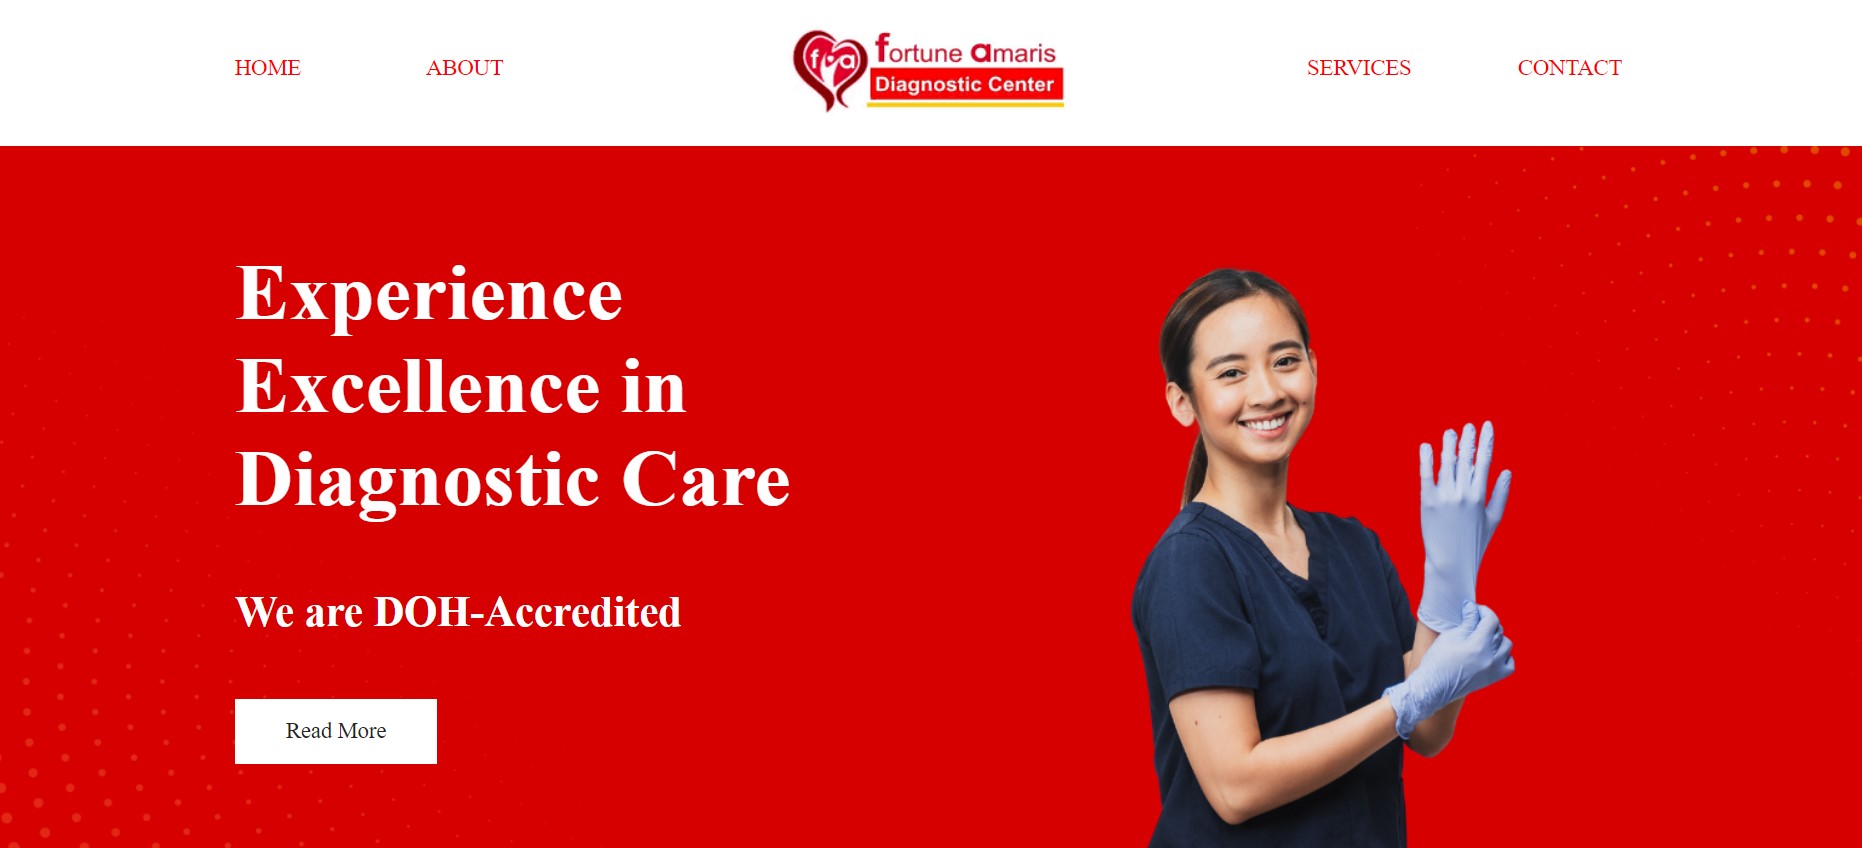 HOME
ABOUT
fa
fortune amaris
Diagnostic Center
SERVICES
CONTACT
Experience
Excellence in
Diagnostic Care
We are DOH-Accredited
Read More